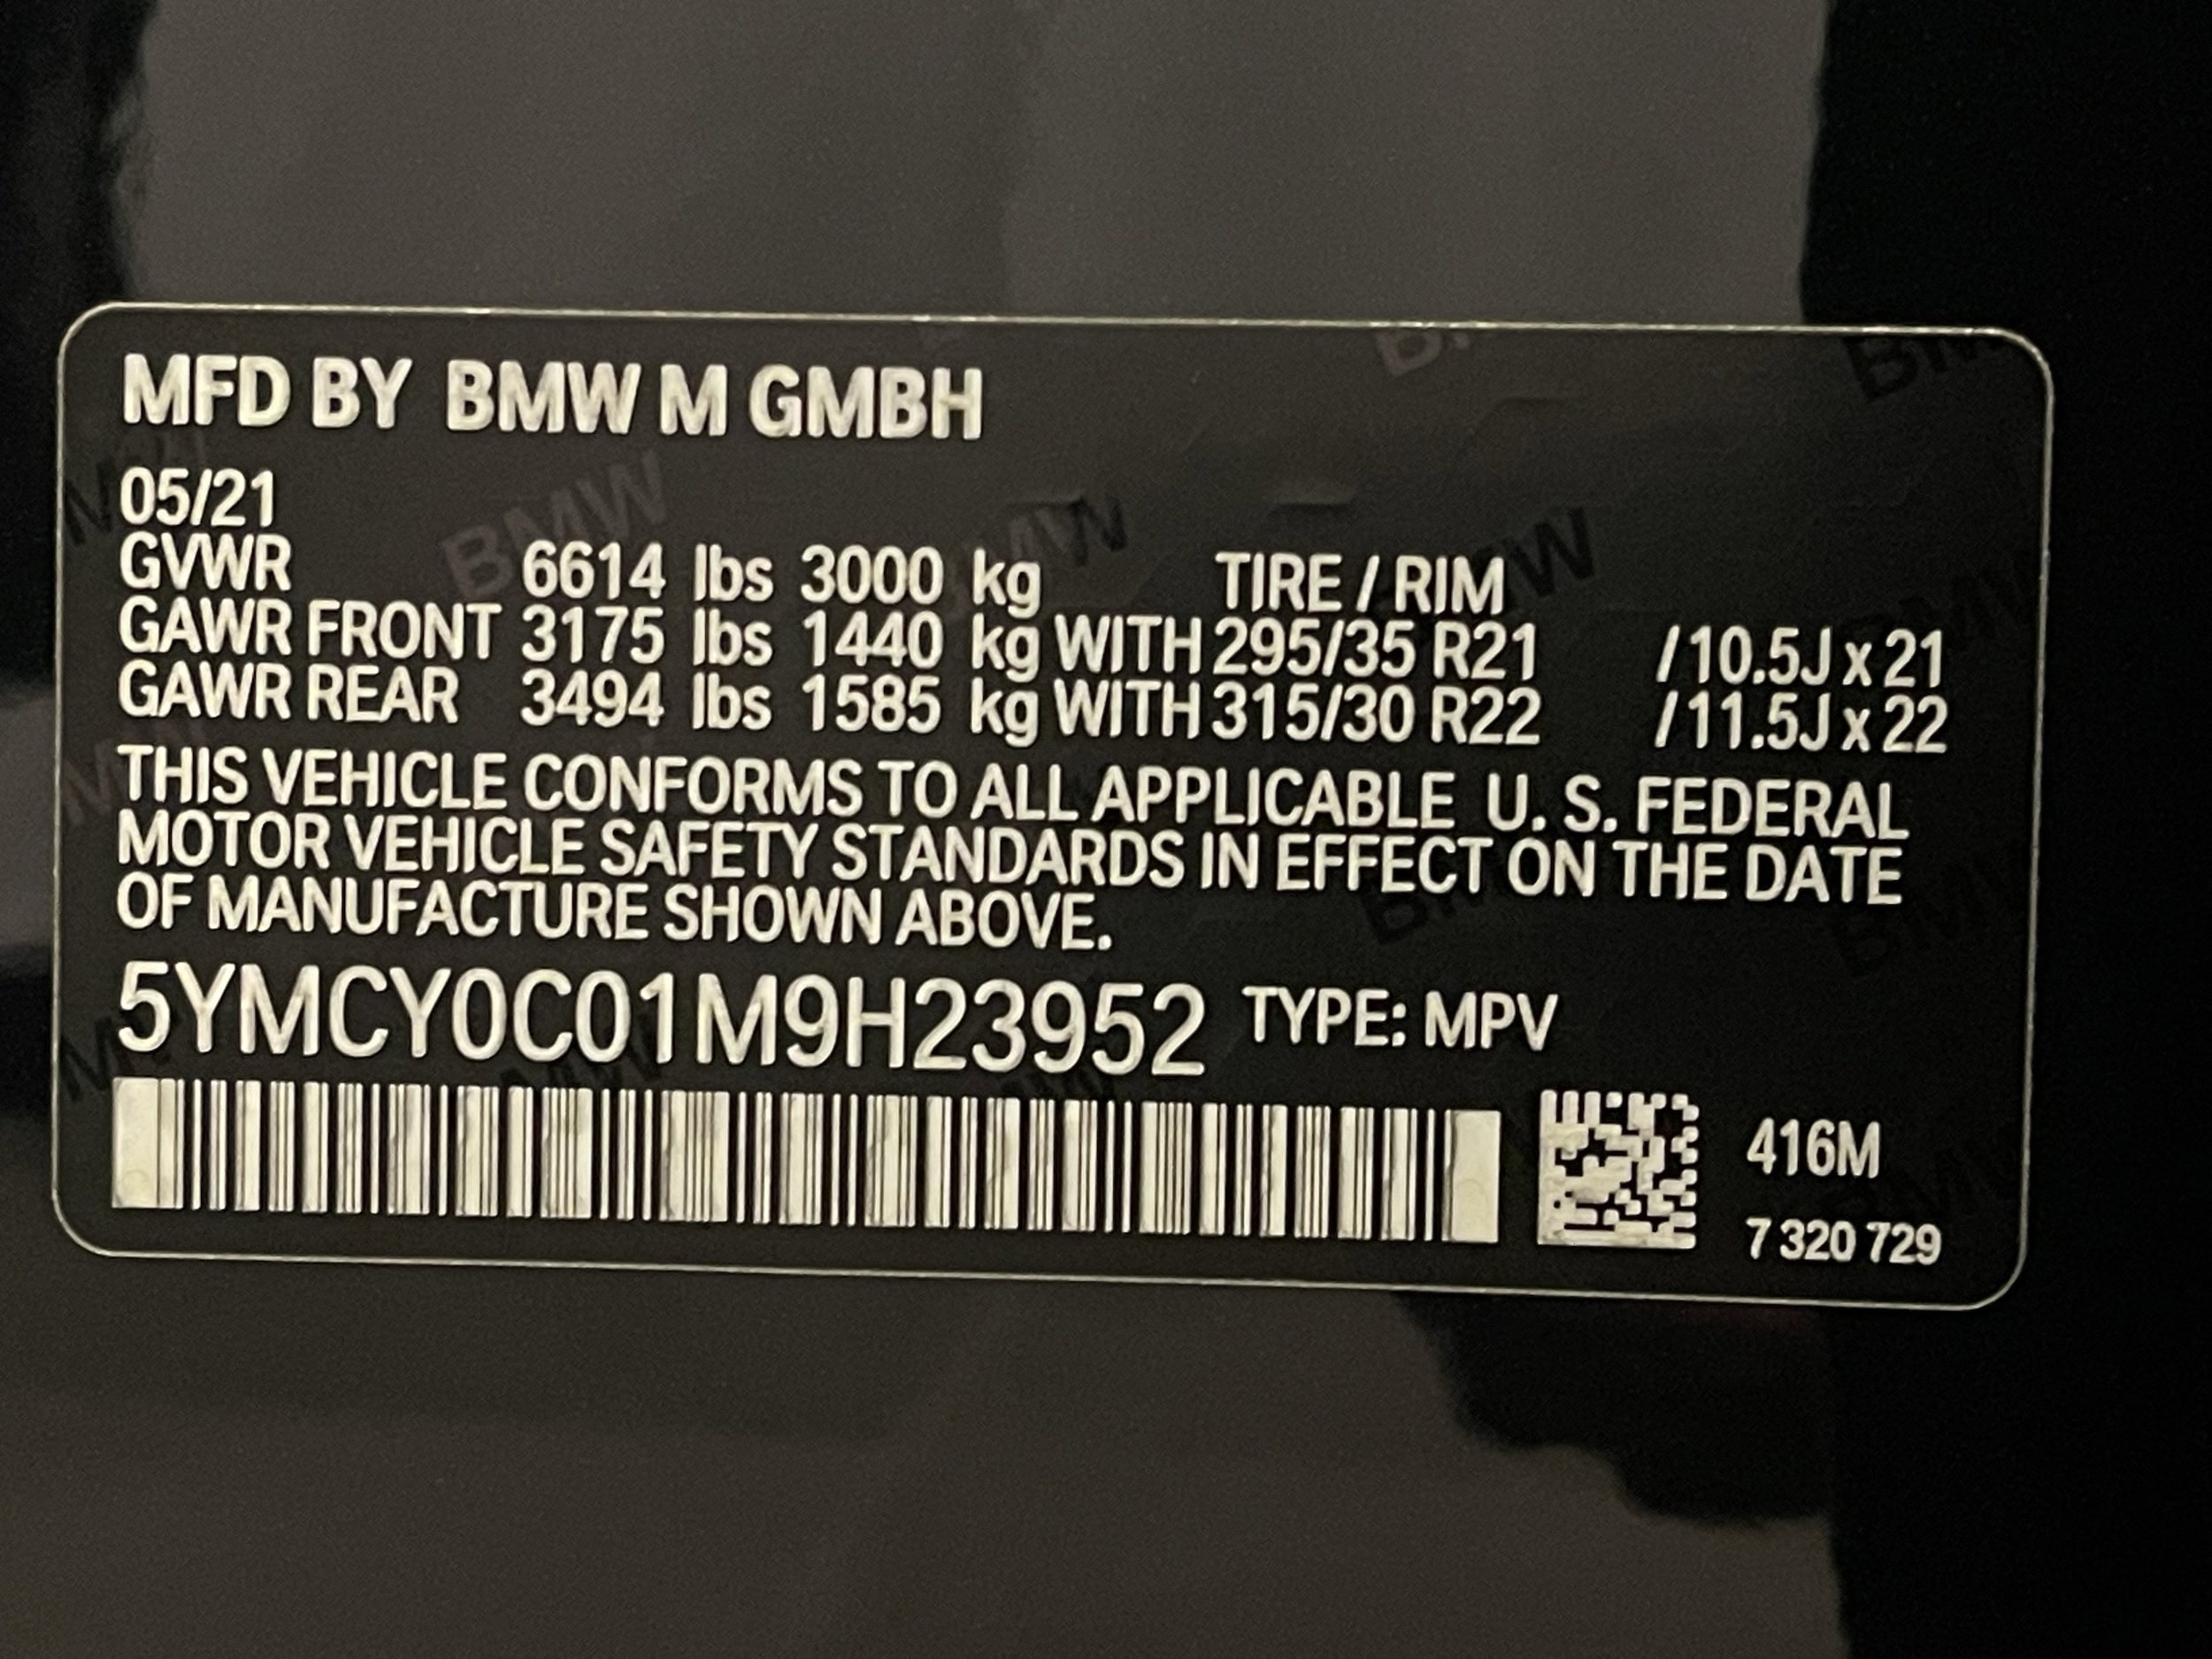 MFD BY BMW M GMBH
05/21
GVWR 6614 lbs 3000 kg TIRE / RIM
GAWR FRONT 3175 lbs 1440 kg WITH 295/35 R21 / 10.5J x 21
GAWR REAR 3494 lbs 1585 kg WITH 315/30 R22 / 11.5J x 22
THIS VEHICLE CONFORMS TO ALL APPLICABLE U. S. FEDERAL
MOTOR VEHICLE SAFETY STANDARDS IN EFFECT ON THE DATE
OF MANUFACTURE SHOWN ABOVE.
5YMCY0C01M9H23952 TYPE: MPV
416M
7 320 729